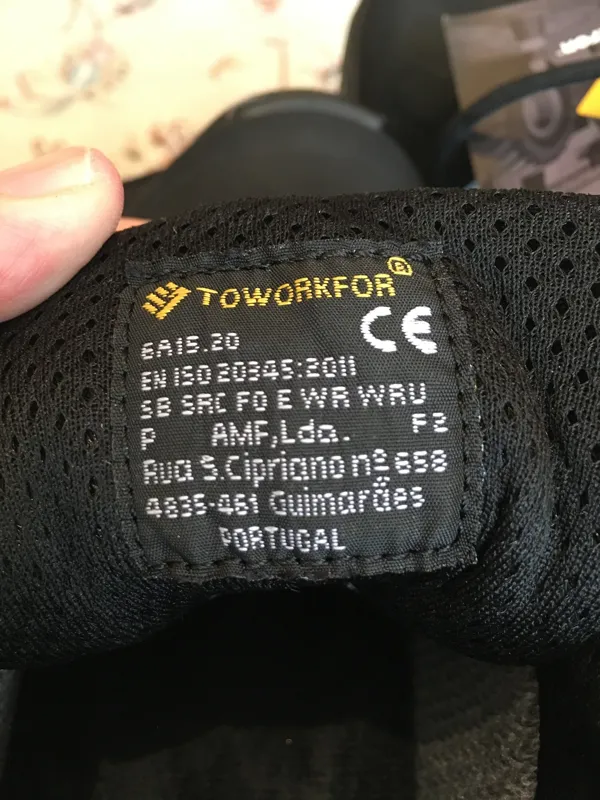 TOWORKFOR®
CE
6A15.20
EN ISO 20345:2011
SB SRC FO E WR WRU
P AMF,Lda. F2
Rua S.Cipriano nº 658
4835-461 Guimarães
PORTUGAL